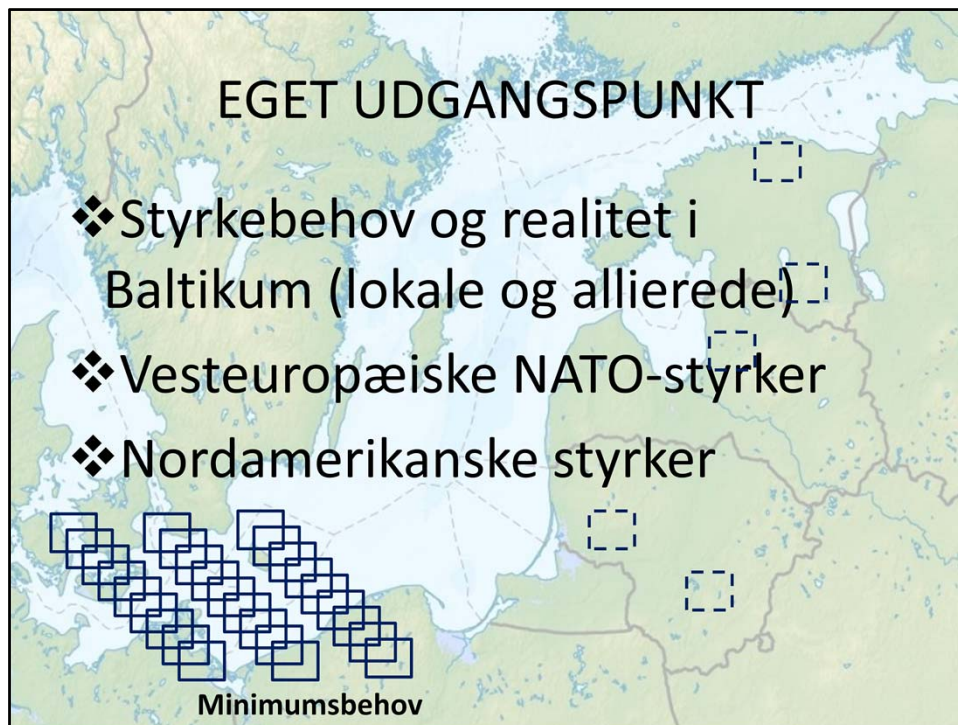 EGET UDGANGSPUNKT
❖Styrkebehov og realitet i
Baltikum (lokale og allierede)
❖Vesteuropæiske NATO-styrker
❖Nordamerikanske styrker
Minimumsbehov